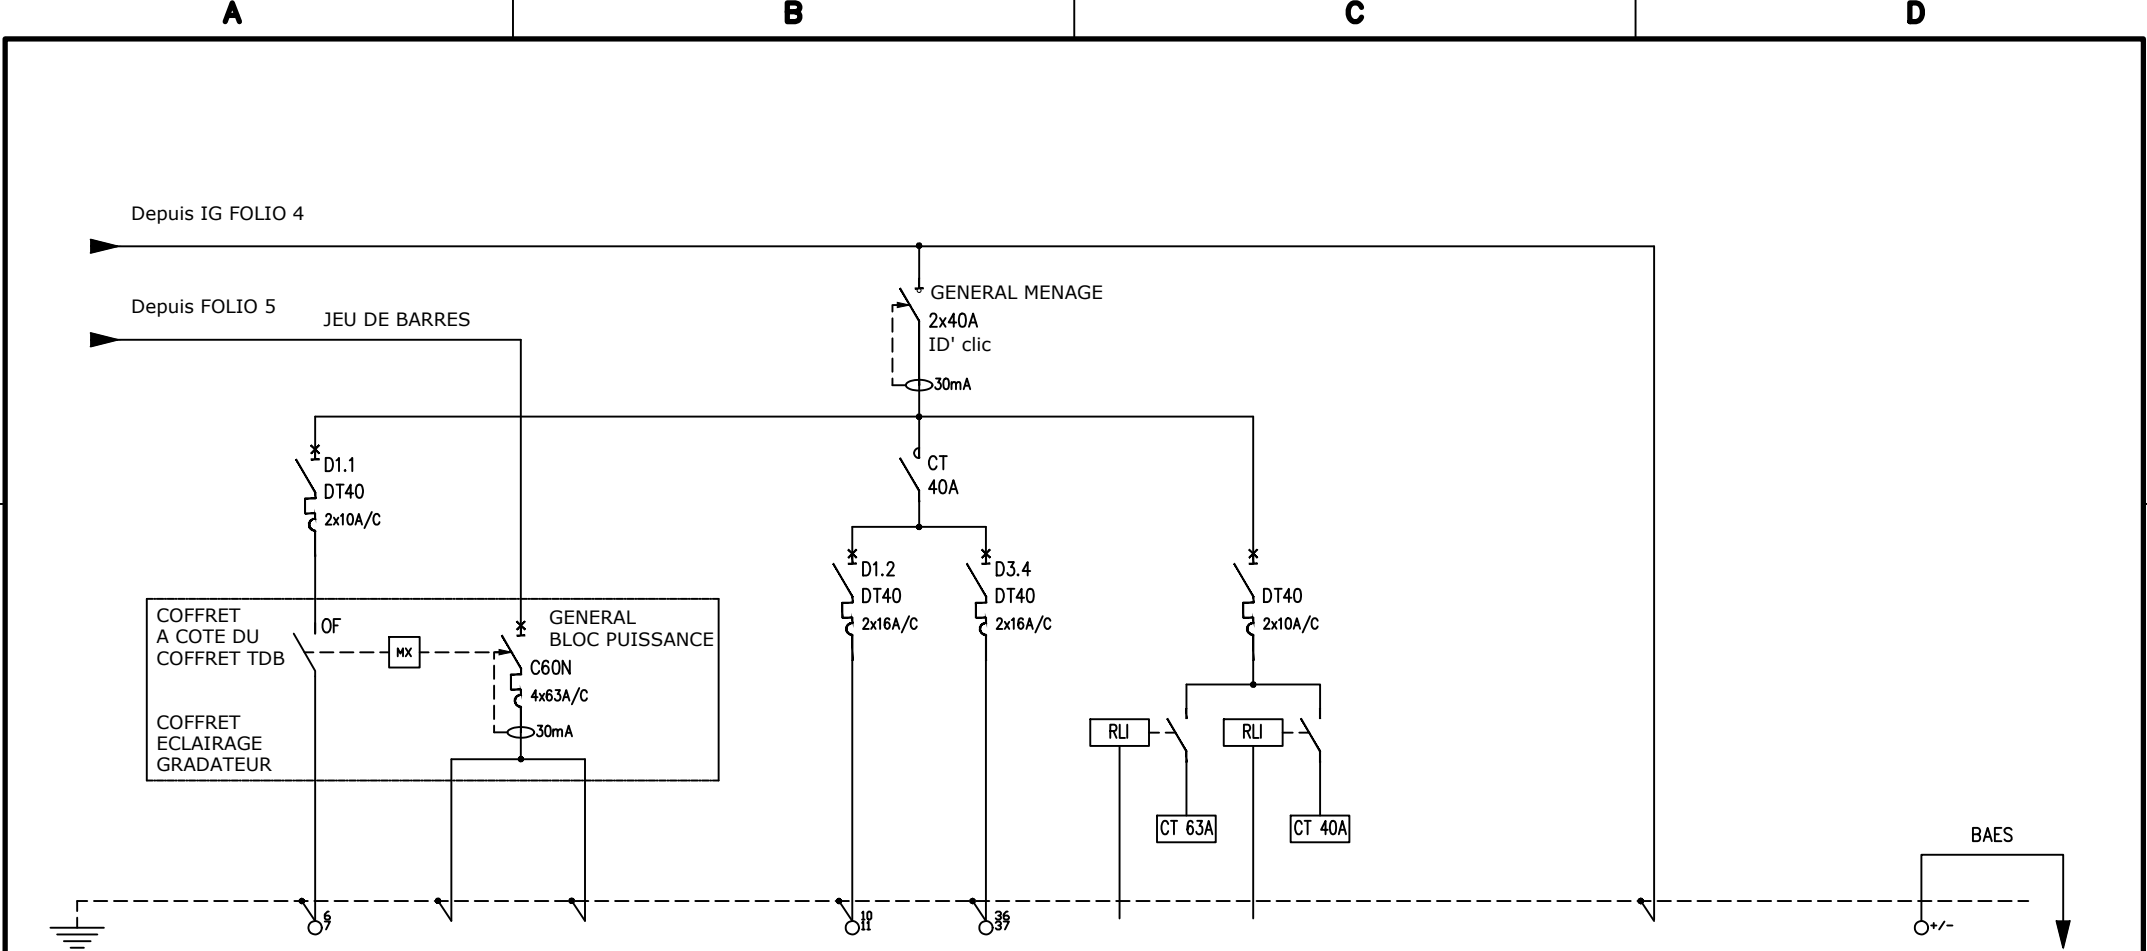 A
B
C
D
Depuis IG FOLIO 4
GENERAL MENAGE
Depuis FOLIO 5
JEU DE BARRES
2x40A
ID' clic
30mA
D1.1
DT40
2x10A/C
CT
40A
D1.2
DT40
2x16A/C
D3.4
DT40
2x16A/C
DT40
2x10A/C
COFFRET
A COTE DU
COFFRET TDB
OF
MX
GENERAL
BLOC PUISSANCE
C60N
4x63A/C
30mA
COFFRET
ECLAIRAGE
GRADATEUR
RLI
RLI
CT 63A
CT 40A
BAES
6
7
10
11
36
37
+/-